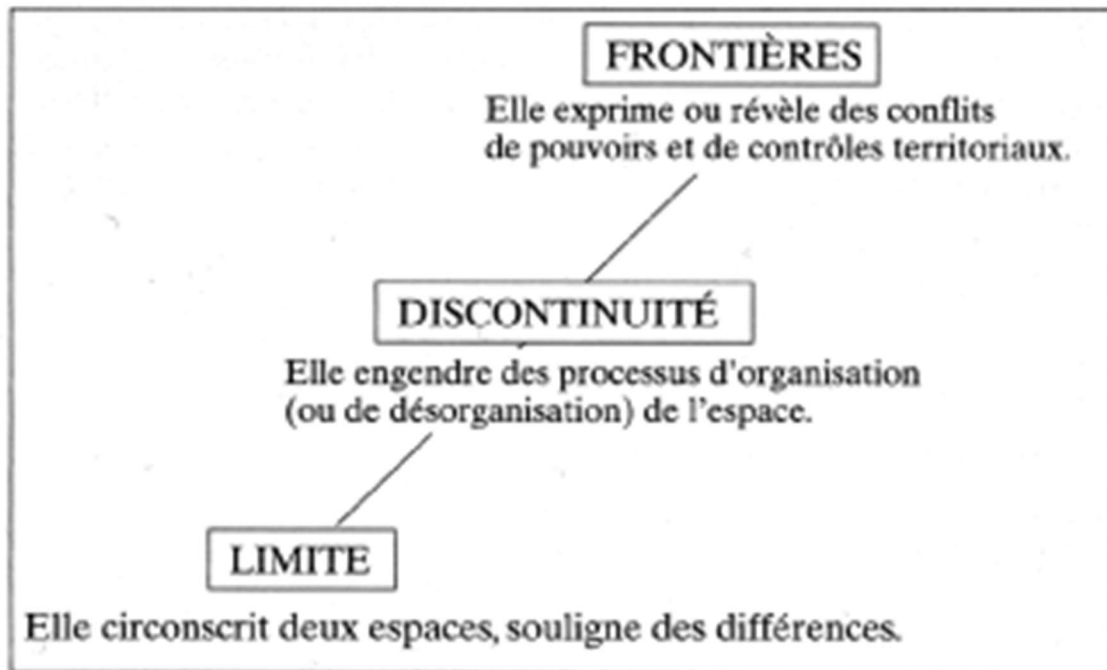 FRONTIÈRES
Elle exprime ou révèle des conflits
de pouvoirs et de contrôles territoriaux.
DISCONTINUITÉ
Elle engendre des processus d'organisation
(ou de désorganisation) de l'espace.
LIMITE
Elle circonscrit deux espaces, souligne des différences.